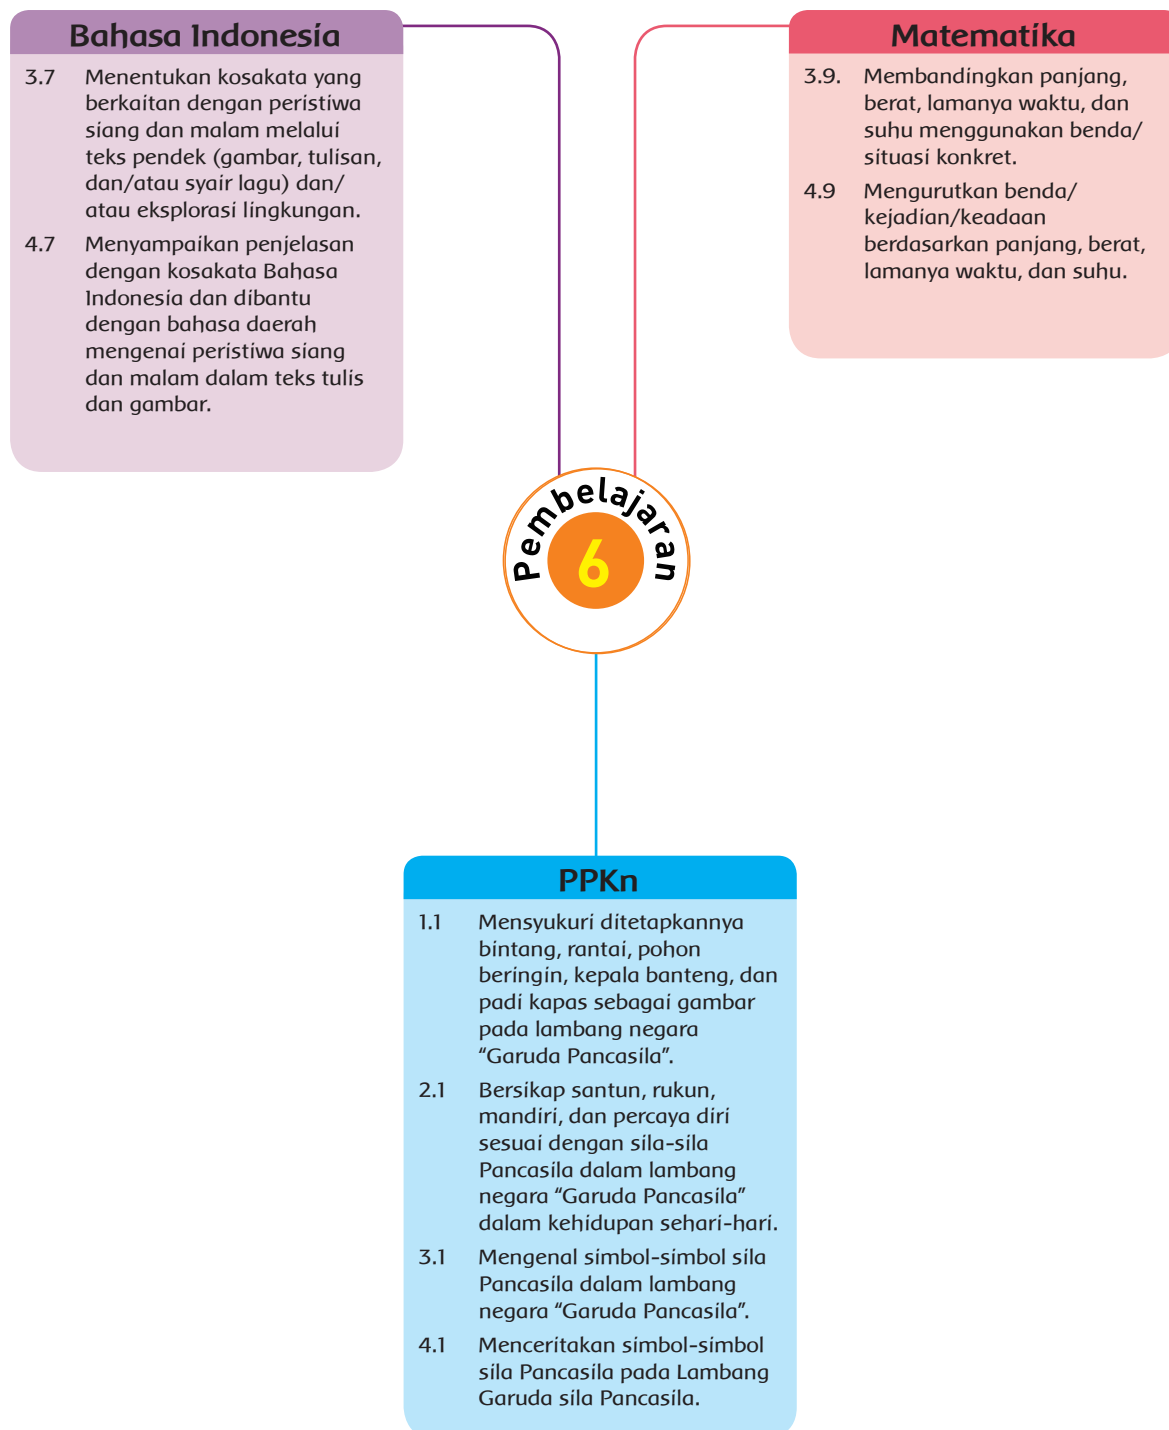 Bahasa Indonesia
3.7 Menentukan kosakata yang
berkaitan dengan peristiwa
siang dan malam melalui
teks pendek (gambar, tulisan,
dan/atau syair lagu) dan/
atau eksplorasi lingkungan.
4.7 Menyampaikan penjelasan
dengan kosakata Bahasa
Indonesia dan dibantu
dengan bahasa daerah
mengenai peristiwa siang
dan malam dalam teks tulis
dan gambar.
Matematika
3.9. Membandingkan panjang,
berat, lamanya waktu, dan
suhu menggunakan benda/
situasi konkret.
4.9 Mengurutkan benda/
kejadian/keadaan
berdasarkan panjang, berat,
lamanya waktu, dan suhu.
Pembelajaran
6
PPKn
1.1 Mensyukuri ditetapkannya
bintang, rantai, pohon
beringin, kepala banteng, dan
padi kapas sebagai gambar
pada lambang negara
“Garuda Pancasila”.
2.1 Bersikap santun, rukun,
mandiri, dan percaya diri
sesuai dengan sila-sila
Pancasila dalam lambang
negara “Garuda Pancasila”
dalam kehidupan sehari-hari.
3.1 Mengenal simbol-simbol sila
Pancasila dalam lambang
negara “Garuda Pancasila”.
4.1 Menceritakan simbol-simbol
sila Pancasila pada Lambang
Garuda sila Pancasila.